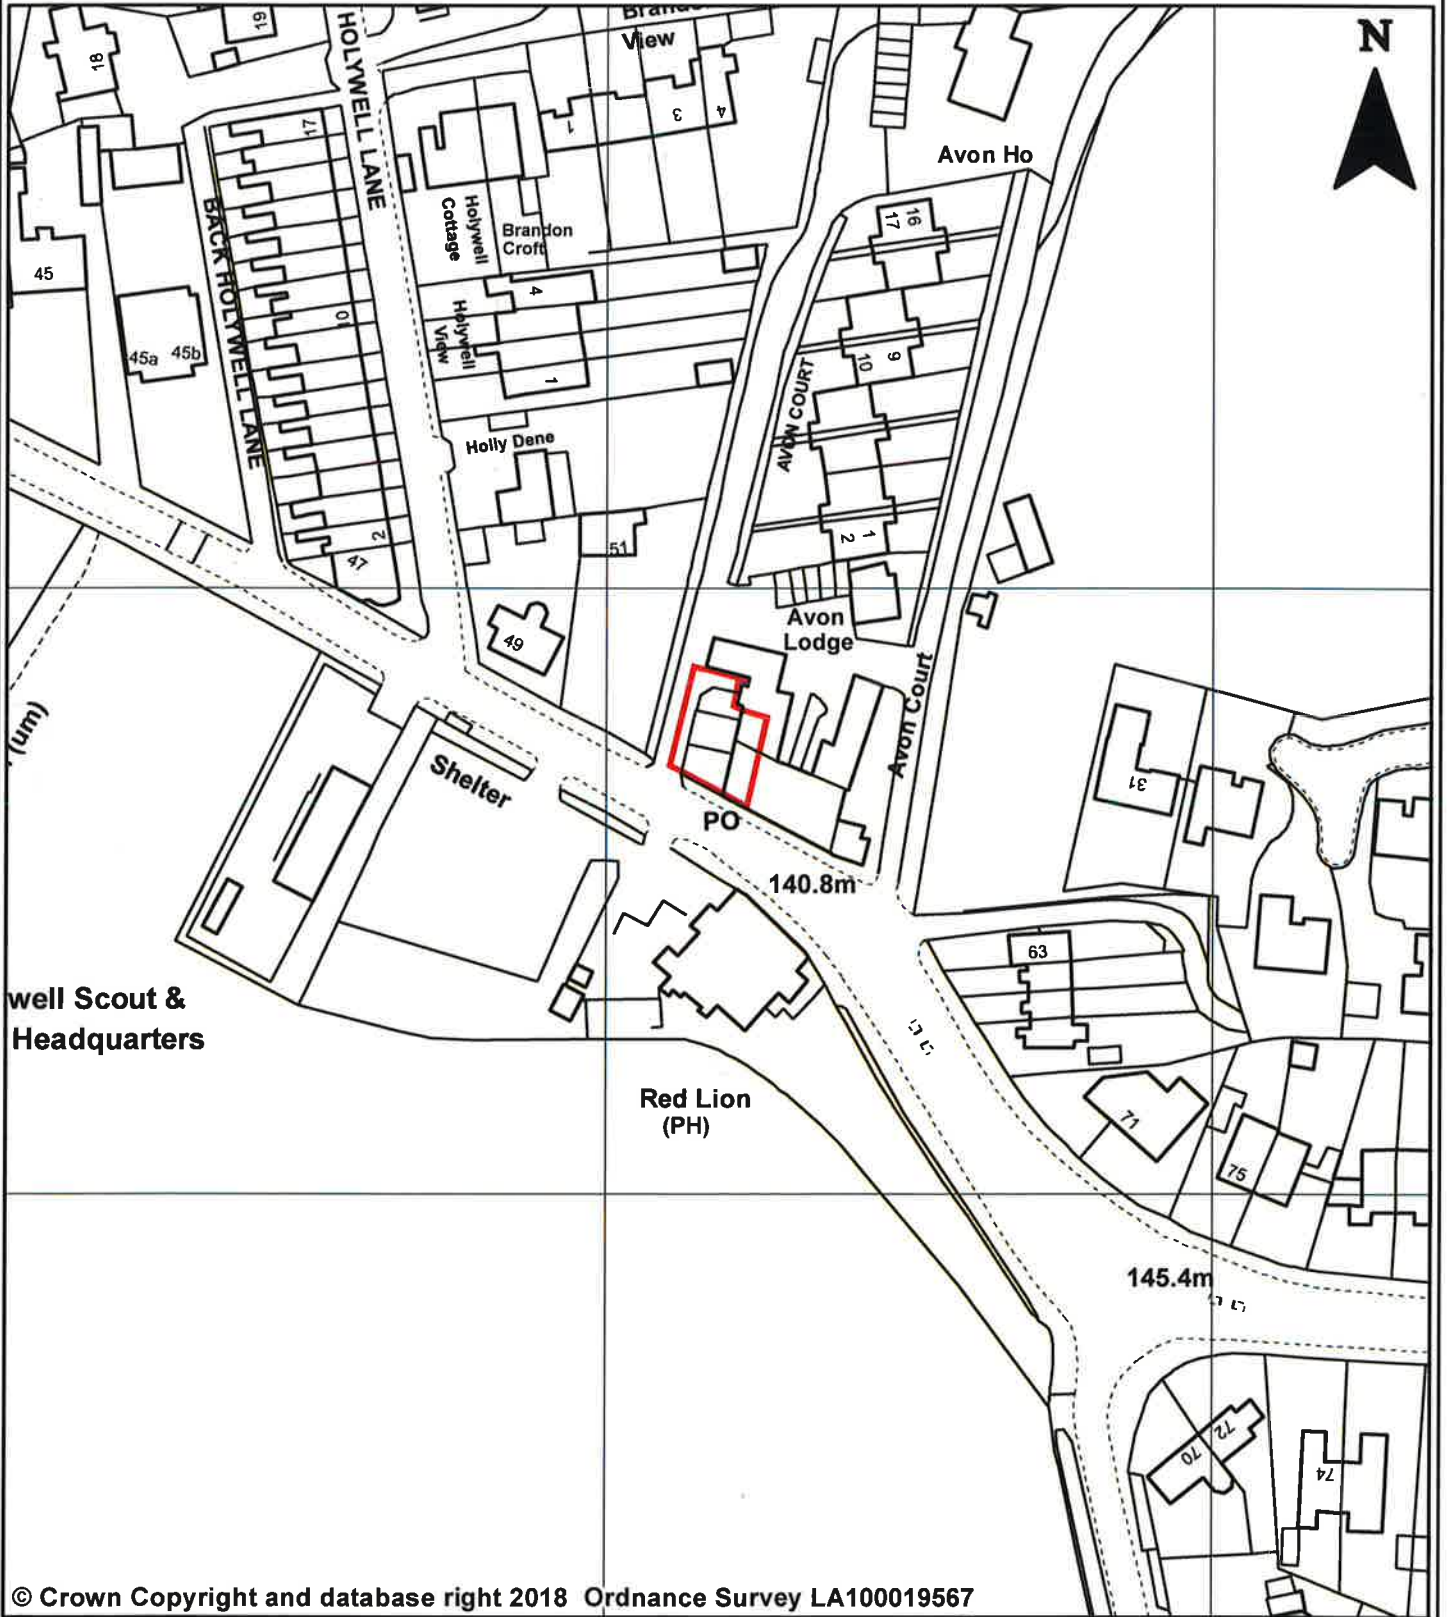 18
19
HOLYWELL LANE
View
N
17
1
3
4
Avon Ho
BACK HOLYWELL LANE
Holywell
Cottage
Brandon
Croft
16
17
45
4
10
Holywell
View
45a
45b
1
9
10
AVON COURT
Holly Dene
2
47
51
1
2
49
Avon
Lodge
Avon Court
(um)
Shelter
PO
31
140.8m
63
well Scout &
Headquarters
Red Lion
(PH)
71
75
145.4m
72
70
74
© Crown Copyright and database right 2018 Ordnance Survey LA100019567